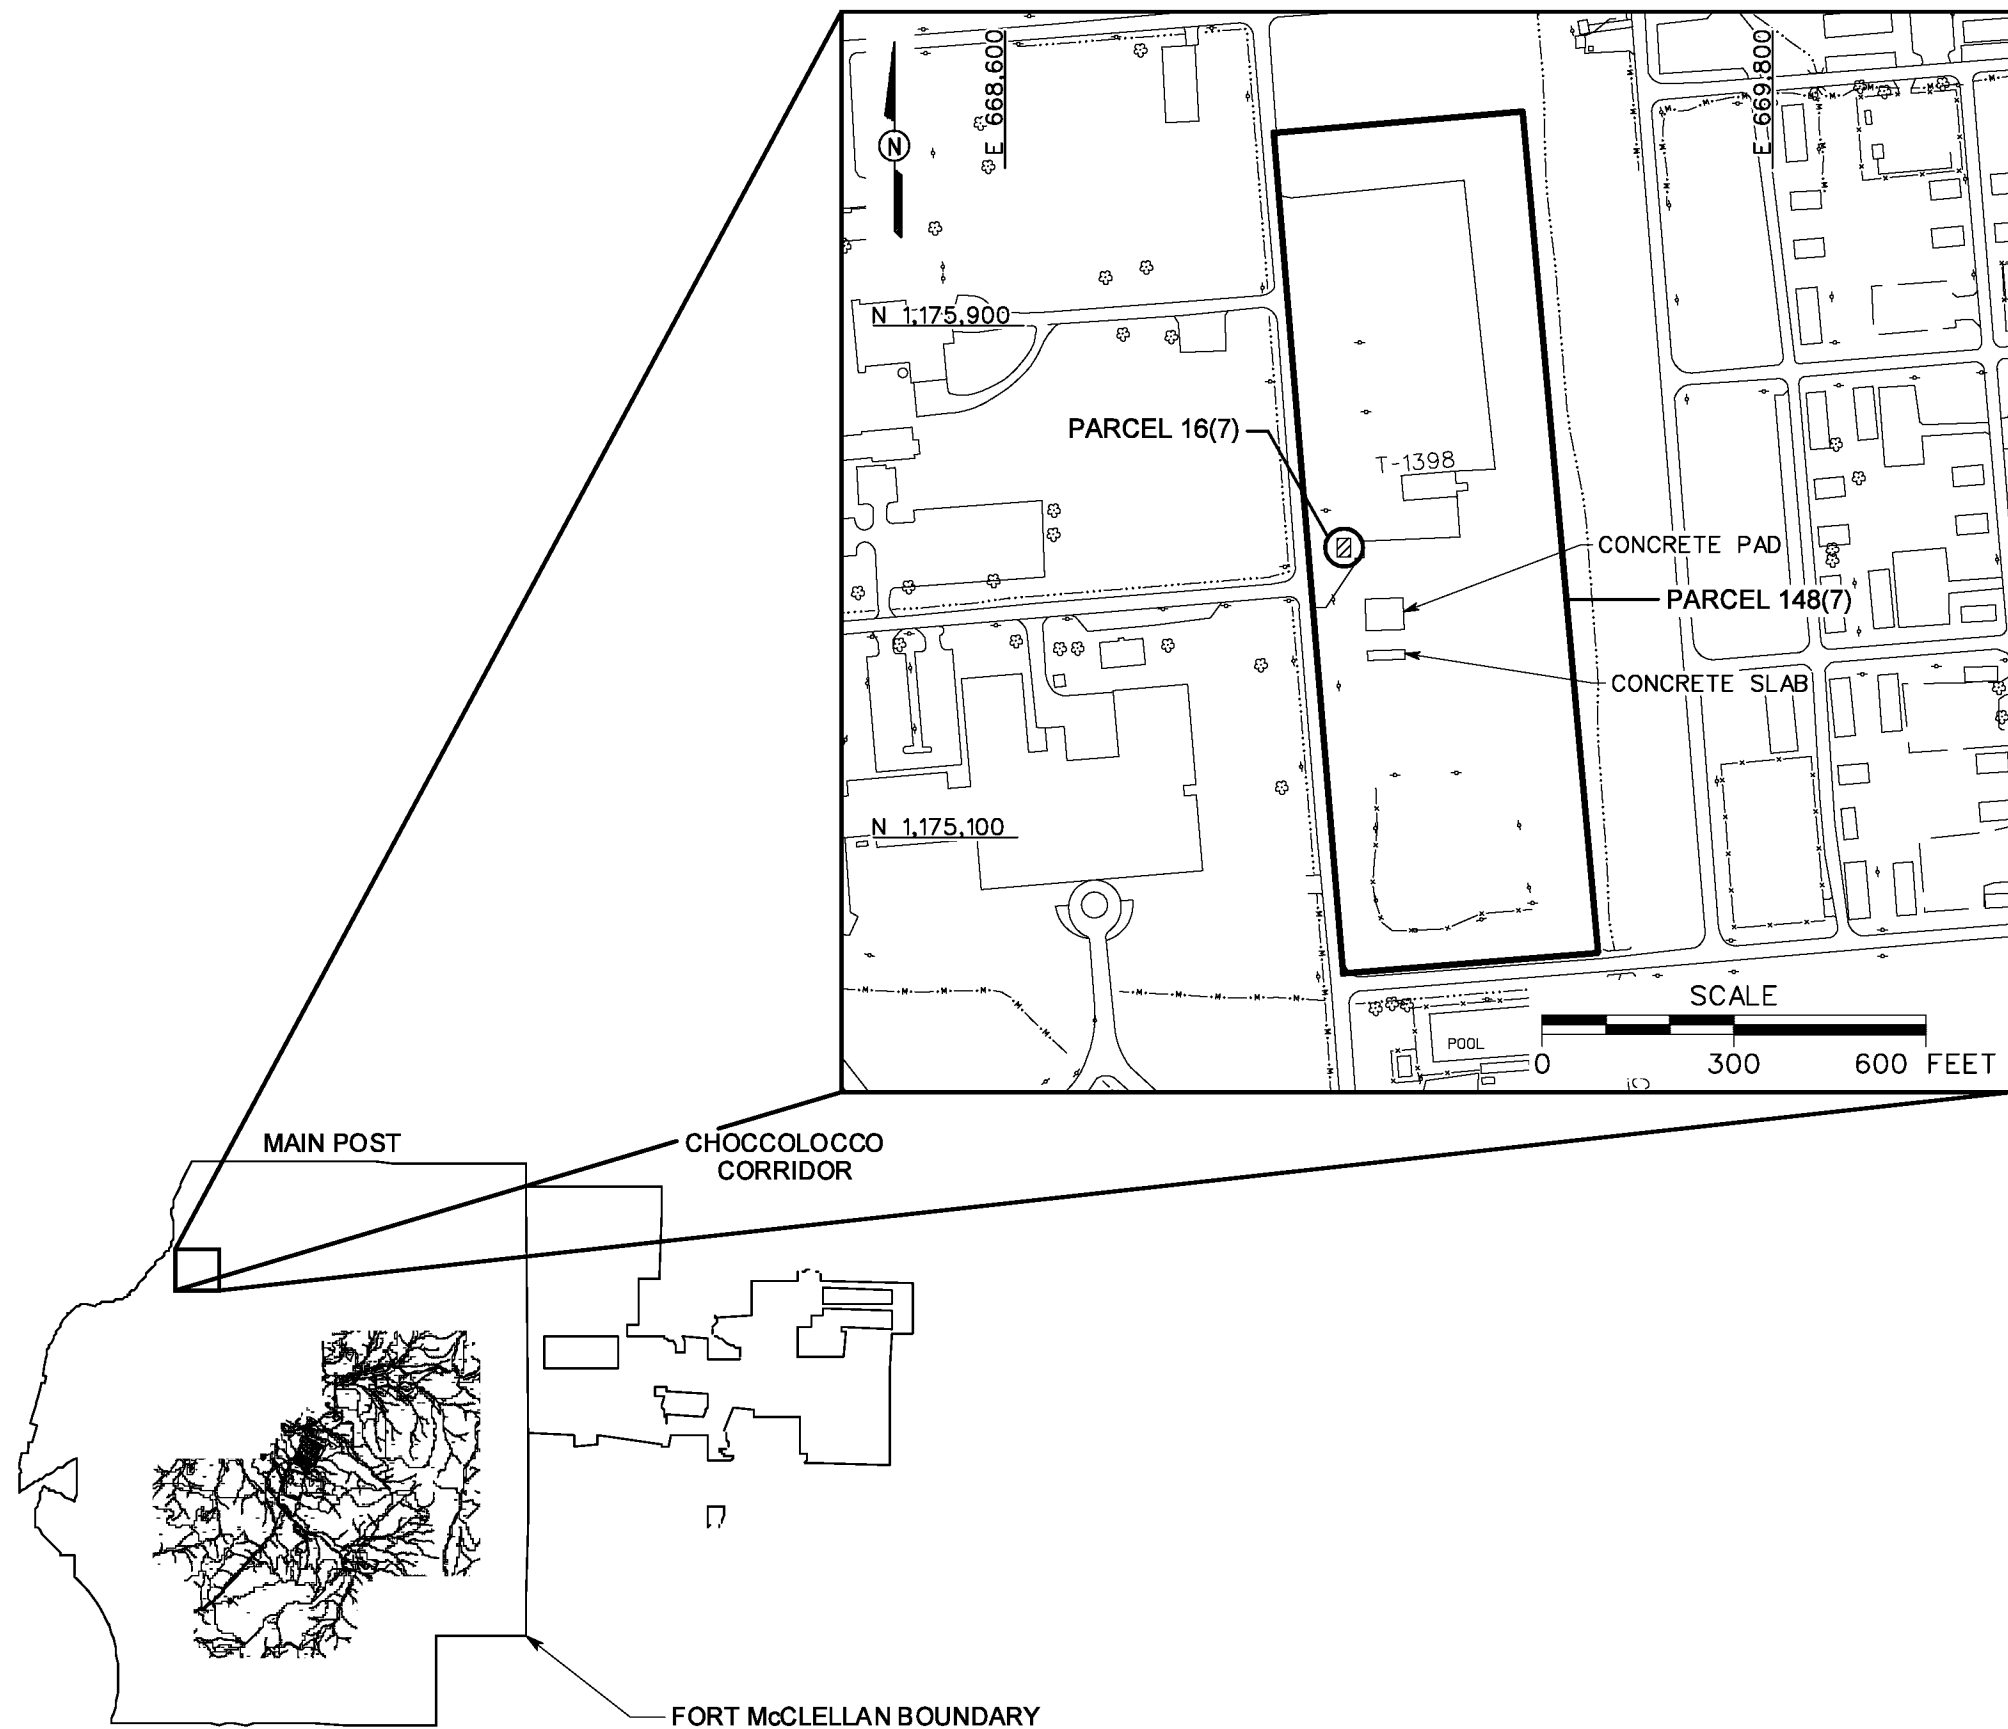 E 668,600
E 669,800
N
N 1,175,900
PARCEL 16(7)
T-1398
CONCRETE PAD
PARCEL 148(7)
CONCRETE SLAB
N 1,175,100
SCALE
0 300 600 FEET
POOL
MAIN POST
CHOCCOLOCCO
CORRIDOR
FORT McCLELLAN BOUNDARY